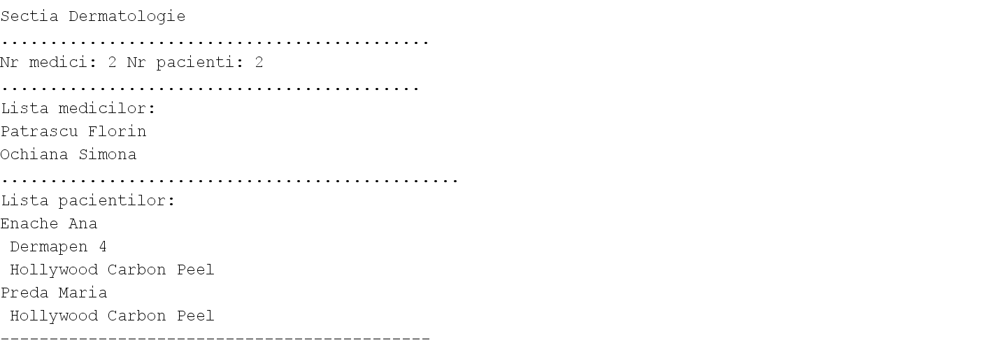 Sectia Dermatologie
............................................
Nr medici: 2 Nr pacienti: 2
...........................................
Lista medicilor:
Patrascu Florin
Ochiana Simona
...............................................
Lista pacientilor:
Enache Ana
 Dermapen 4
 Hollywood Carbon Peel
Preda Maria
 Hollywood Carbon Peel
--------------------------------------------